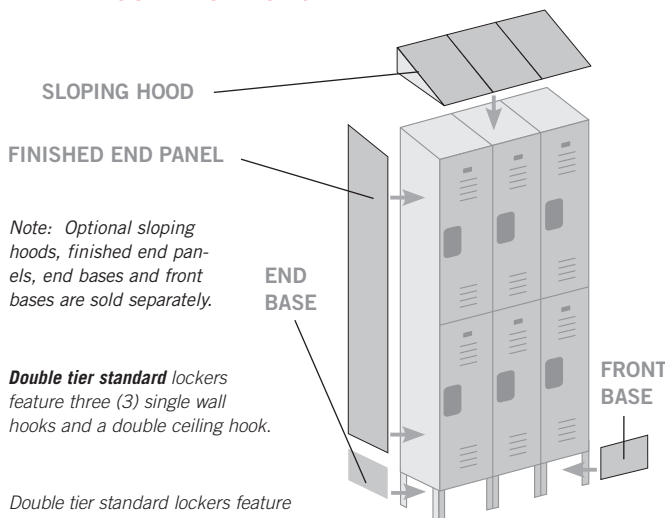 SLOPING HOOD
FINISHED END PANEL
Note: Optional sloping
hoods, finished end pan-
els, end bases and front
bases are sold separately.
END
BASE
Double tier standard lockers
feature three (3) single wall
hooks and a double ceiling hook.
FRONT
BASE
Double tier standard lockers feature